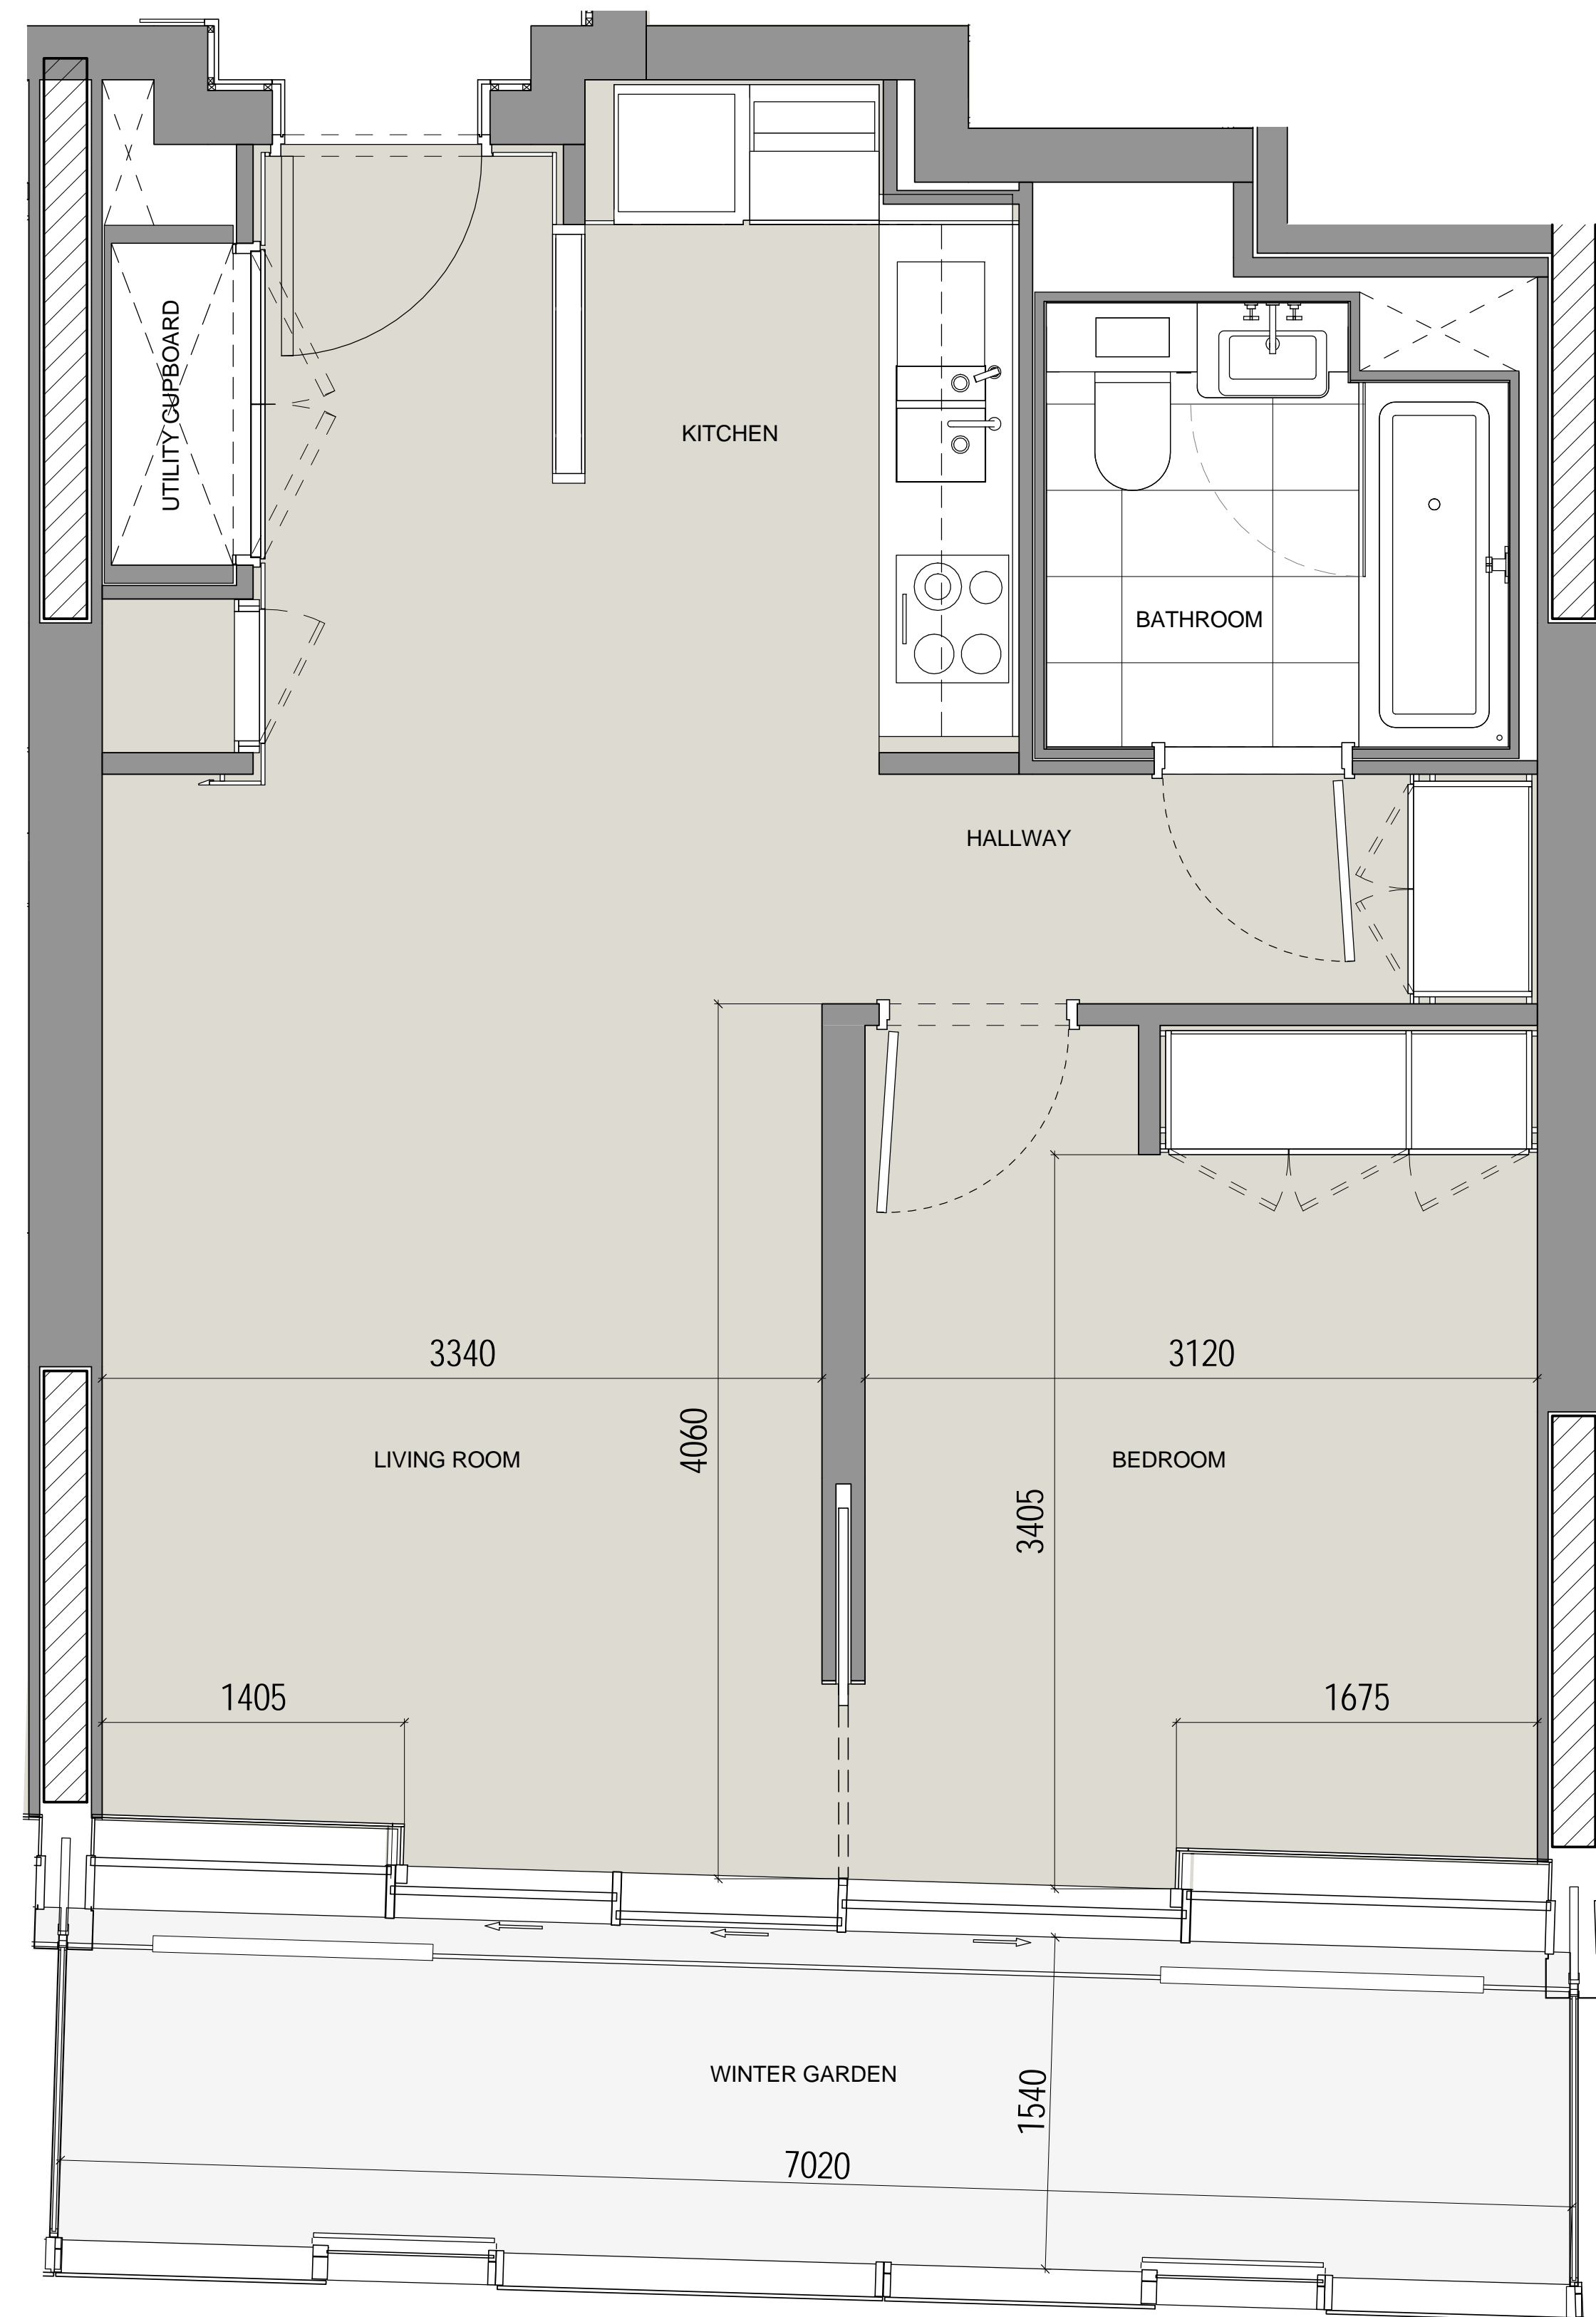 UTILITY CUPBOARD
KITCHEN
BATHROOM
HALLWAY
3340
3120
4060
LIVING ROOM
BEDROOM
3405
1405
1675
WINTER GARDEN
1540
7020